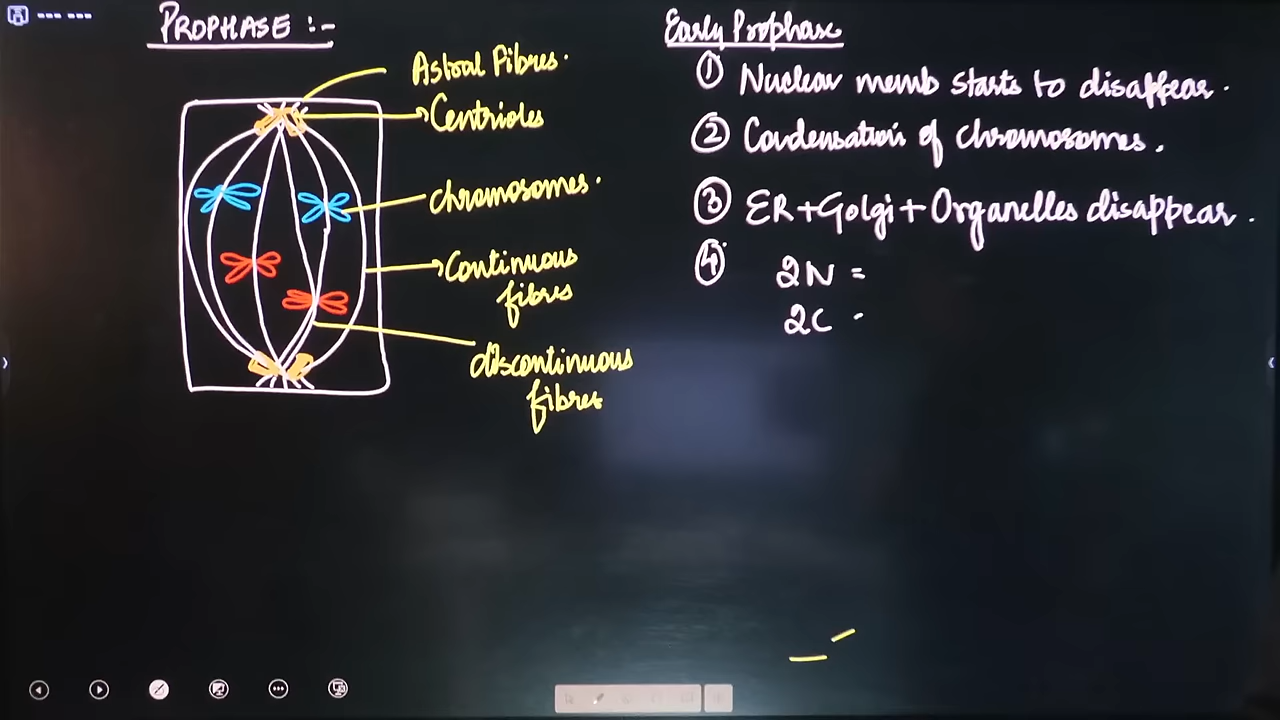 PROPHASE :-
Astral Fibres.
Centrioles
Chromosomes.
Continuous
fibres
discontinuous
fibres
Early Prophase
① Nuclear memb starts to disappear.
② Condensation of chromosomes.
③ ER+Golgi+Organelles disappear.
④ 2N =
2C -